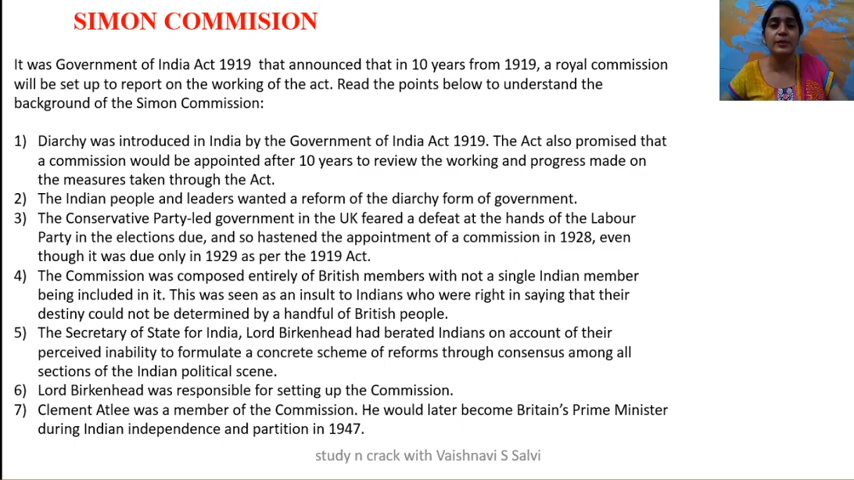 SIMON COMMISION
It was Government of India Act 1919 that announced that in 10 years from 1919, a royal commission
will be set up to report on the working of the act. Read the points below to understand the
background of the Simon Commission:
1) Diarchy was introduced in India by the Government of India Act 1919. The Act also promised that
a commission would be appointed after 10 years to review the working and progress made on
the measures taken through the Act.
2) The Indian people and leaders wanted a reform of the diarchy form of government.
3) The Conservative Party-led government in the UK feared a defeat at the hands of the Labour
Party in the elections due, and so hastened the appointment of a commission in 1928, even
though it was due only in 1929 as per the 1919 Act.
4) The Commission was composed entirely of British members with not a single Indian member
being included in it. This was seen as an insult to Indians who were right in saying that their
destiny could not be determined by a handful of British people.
5) The Secretary of State for India, Lord Birkenhead had berated Indians on account of their
perceived inability to formulate a concrete scheme of reforms through consensus among all
sections of the Indian political scene.
6) Lord Birkenhead was responsible for setting up the Commission.
7) Clement Atlee was a member of the Commission. He would later become Britain's Prime Minister
during Indian independence and partition in 1947.
study n crack with Vaishnavi S Salvi